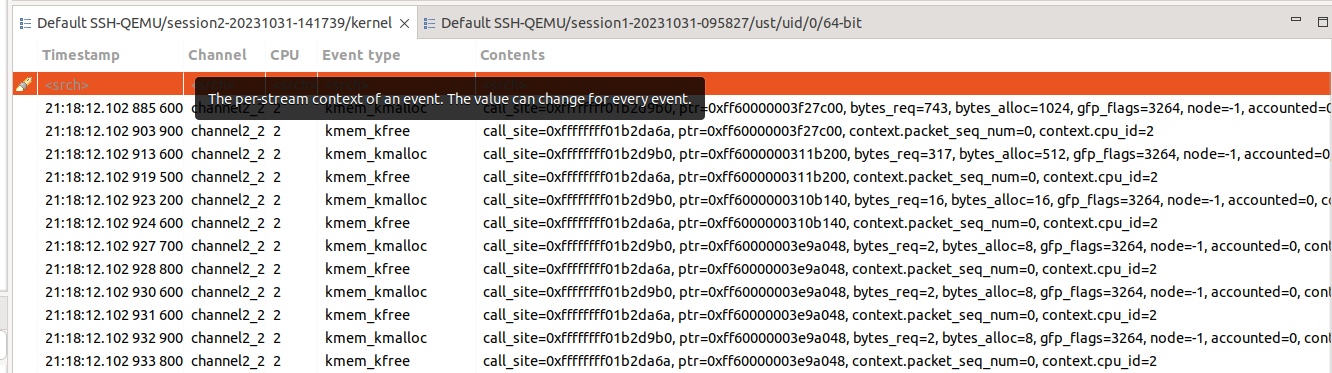 Default SSH-QEMU/session2-20231031-141739/kernel Default SSH-QEMU/session1-20231031-095827/ust/uid/0/64-bit
Timestamp Channel CPU Event type Contents
<srch>
The per-stream context of an event. The value can change for every event.
21:18:12.102 885 600 channel2_2 2 kmem_kmalloc call_site=0xffffffff01b2d9b0, ptr=0xff60000003f27c00, bytes_req=743, bytes_alloc=1024, gfp_flags=3264, node=-1, accounted=0
21:18:12.102 903 900 channel2_2 2 kmem_kfree call_site=0xffffffff01b2da6a, ptr=0xff60000003f27c00, context.packet_seq_num=0, context.cpu_id=2
21:18:12.102 913 600 channel2_2 2 kmem_kmalloc call_site=0xffffffff01b2d9b0, ptr=0xff6000000311b200, bytes_req=317, bytes_alloc=512, gfp_flags=3264, node=-1, accounted=0
21:18:12.102 919 500 channel2_2 2 kmem_kfree call_site=0xffffffff01b2da6a, ptr=0xff6000000311b200, context.packet_seq_num=0, context.cpu_id=2
21:18:12.102 923 200 channel2_2 2 kmem_kmalloc call_site=0xffffffff01b2d9b0, ptr=0xff6000000310b140, bytes_req=16, bytes_alloc=16, gfp_flags=3264, node=-1, accounted=0, co
21:18:12.102 924 600 channel2_2 2 kmem_kfree call_site=0xffffffff01b2da6a, ptr=0xff6000000310b140, context.packet_seq_num=0, context.cpu_id=2
21:18:12.102 927 700 channel2_2 2 kmem_kmalloc call_site=0xffffffff01b2d9b0, ptr=0xff60000003e9a048, bytes_req=2, bytes_alloc=8, gfp_flags=3264, node=-1, accounted=0, cont
21:18:12.102 928 800 channel2_2 2 kmem_kfree call_site=0xffffffff01b2da6a, ptr=0xff60000003e9a048, context.packet_seq_num=0, context.cpu_id=2
21:18:12.102 930 600 channel2_2 2 kmem_kmalloc call_site=0xffffffff01b2d9b0, ptr=0xff60000003e9a048, bytes_req=2, bytes_alloc=8, gfp_flags=3264, node=-1, accounted=0, cont
21:18:12.102 931 600 channel2_2 2 kmem_kfree call_site=0xffffffff01b2da6a, ptr=0xff60000003e9a048, context.packet_seq_num=0, context.cpu_id=2
21:18:12.102 932 900 channel2_2 2 kmem_kmalloc call_site=0xffffffff01b2d9b0, ptr=0xff60000003e9a048, bytes_req=2, bytes_alloc=8, gfp_flags=3264, node=-1, accounted=0, cont
21:18:12.102 933 800 channel2_2 2 kmem_kfree call_site=0xffffffff01b2da6a, ptr=0xff60000003e9a048, context.packet_seq_num=0, context.cpu_id=2